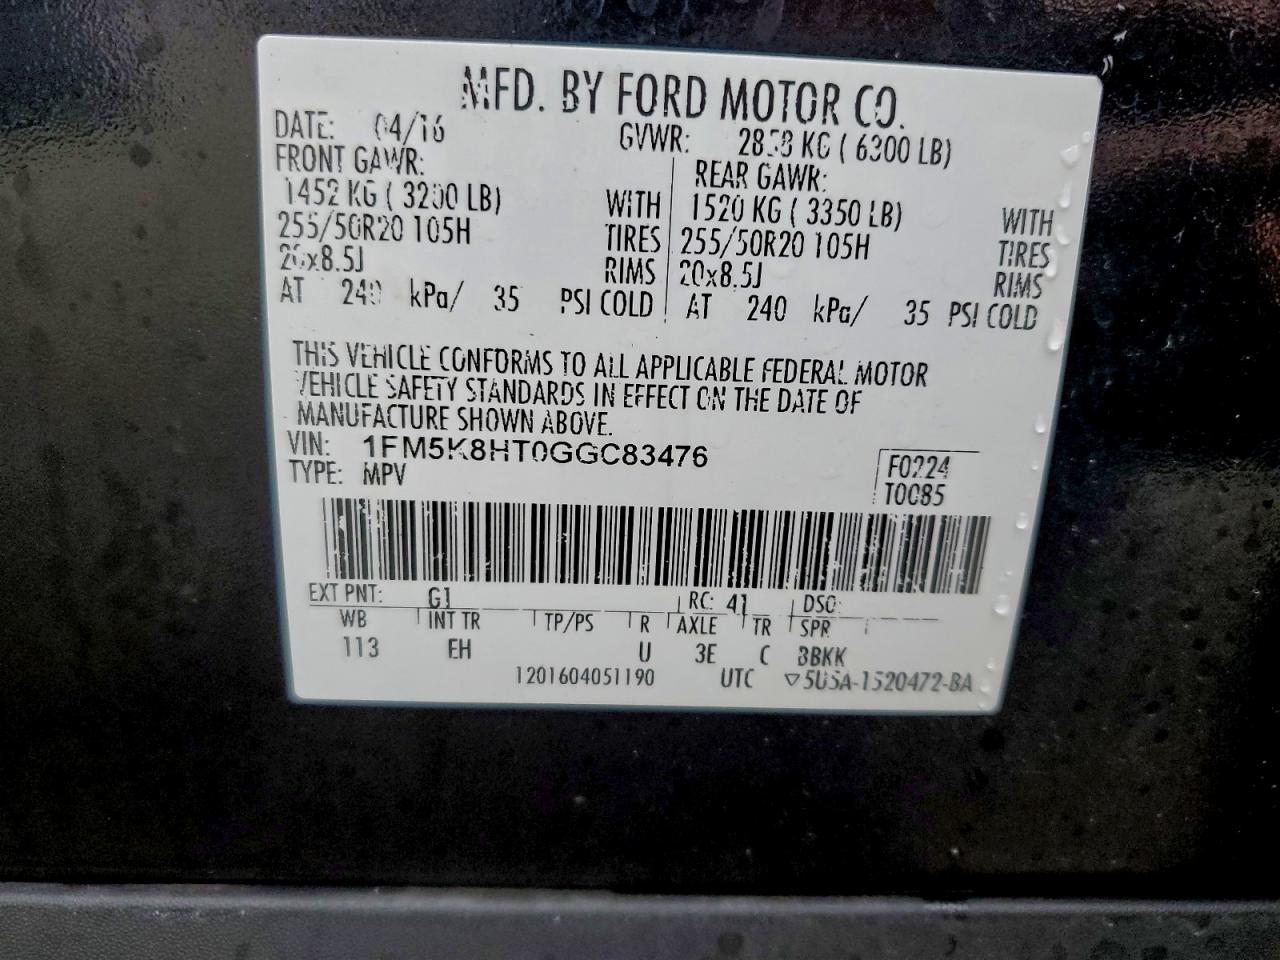 MFD. BY FORD MOTOR CO.
DATE: 04/16 GVWR: 2858 KG ( 6300 LB)
FRONT GAWR: REAR GAWR:
1452 KG ( 3200 LB) WITH 1520 KG ( 3350 LB) WITH
255/50R20 105H TIRES 255/50R20 105H TIRES
20x8.5J RIMS 20x8.5J RIMS
AT 240 kPa/ 35 PSI COLD AT 240 kPa/ 35 PSI COLD
THIS VEHICLE CONFORMS TO ALL APPLICABLE FEDERAL MOTOR
VEHICLE SAFETY STANDARDS IN EFFECT ON THE DATE OF
MANUFACTURE SHOWN ABOVE.
VIN: 1FM5K8HT0GGC83476
TYPE: MPV
F0224
T0085
EXT PNT: G1 RC: 41 DSO:
WB INT TR TP/PS R AXLE TR SPR
113 EH U 3E C BBKK
1201604051190 UTC ▽5U5A-1520472-BA